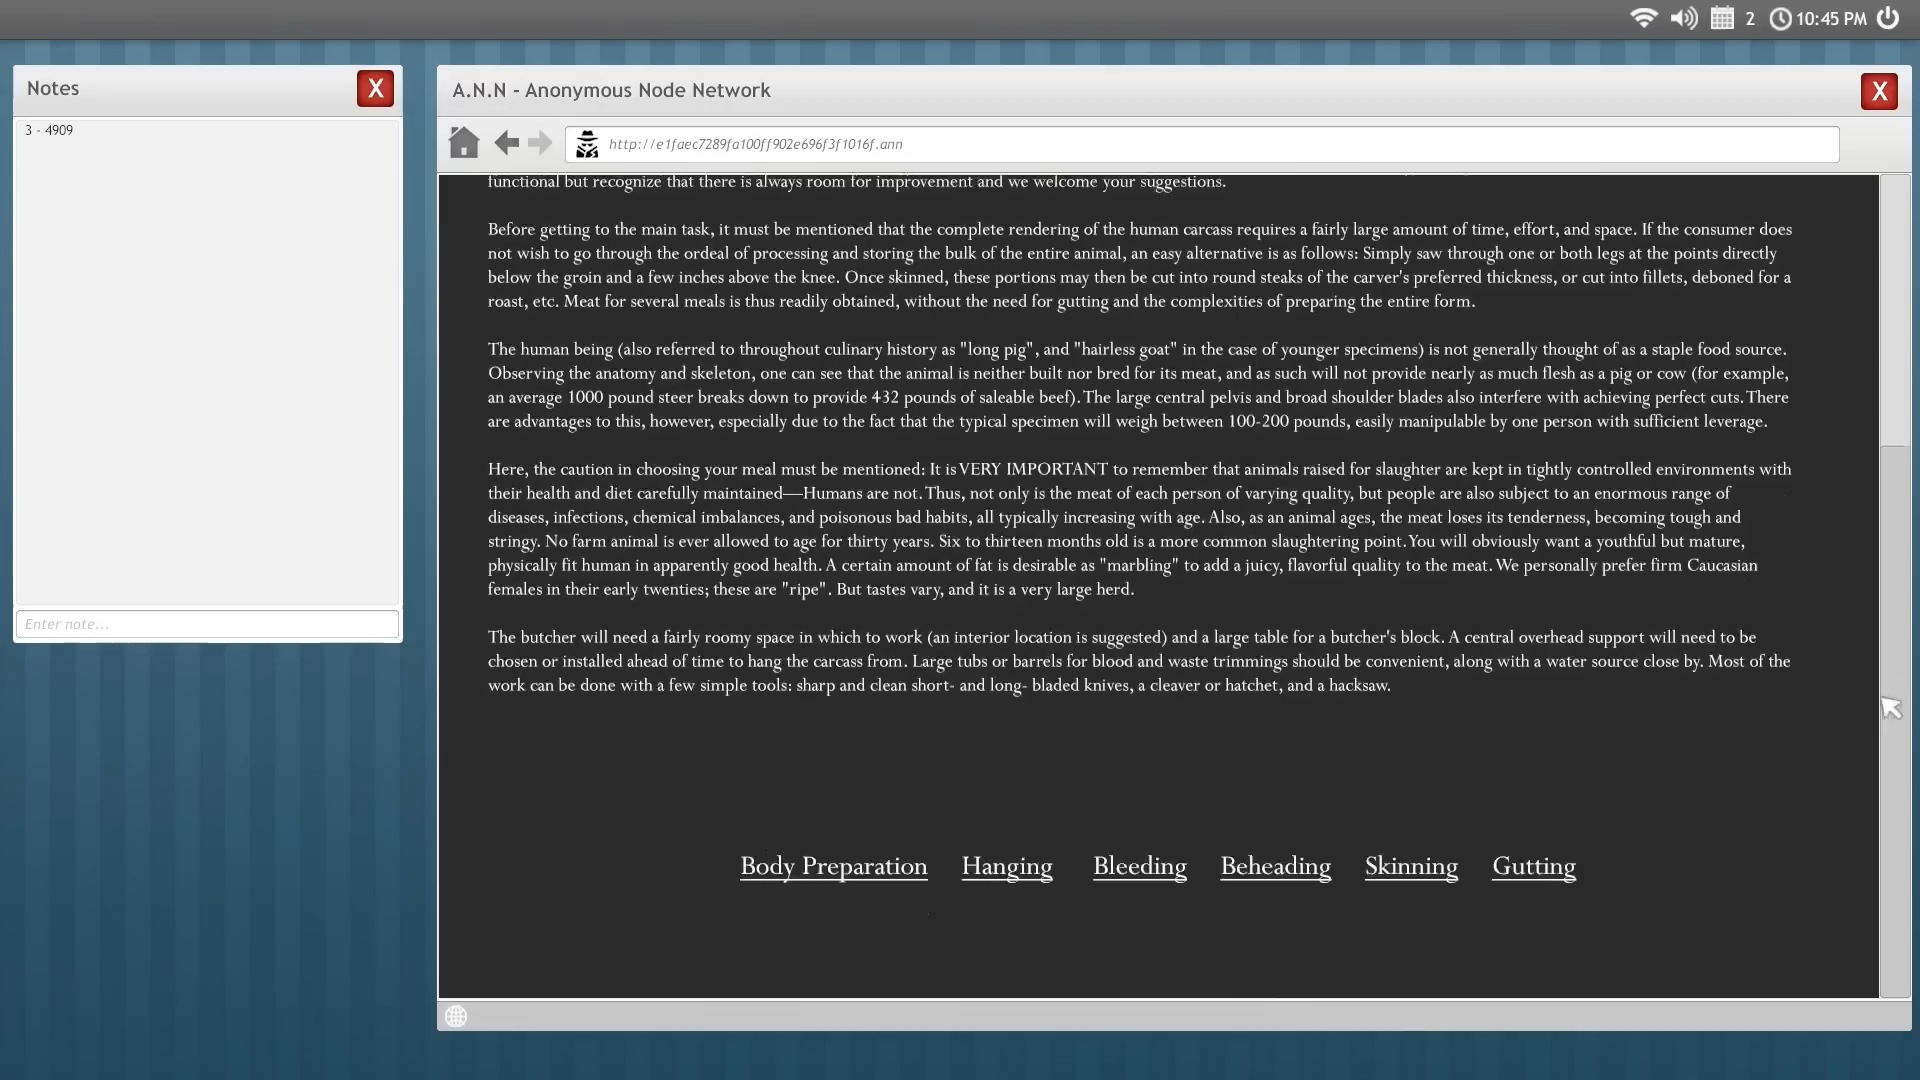 2 10:45 PM
Notes
X
3 - 4909
Enter note...
A.N.N - Anonymous Node Network
X
http://e1faec7289fa100ff902e696f3f1016f.ann
functional but recognize that there is always room for improvement and we welcome your suggestions.
Before getting to the main task, it must be mentioned that the complete rendering of the human carcass requires a fairly large amount of time, effort, and space. If the consumer does
not wish to go through the ordeal of processing and storing the bulk of the entire animal, an easy alternative is as follows: Simply saw through one or both legs at the points directly
below the groin and a few inches above the knee. Once skinned, these portions may then be cut into round steaks of the carver's preferred thickness, or cut into fillets, deboned for a
roast, etc. Meat for several meals is thus readily obtained, without the need for gutting and the complexities of preparing the entire form.
The human being (also referred to throughout culinary history as "long pig", and "hairless goat" in the case of younger specimens) is not generally thought of as a staple food source.
Observing the anatomy and skeleton, one can see that the animal is neither built nor bred for its meat, and as such will not provide nearly as much flesh as a pig or cow (for example,
an average 1000 pound steer breaks down to provide 432 pounds of saleable beef). The large central pelvis and broad shoulder blades also interfere with achieving perfect cuts. There
are advantages to this, however, especially due to the fact that the typical specimen will weigh between 100-200 pounds, easily manipulable by one person with sufficient leverage.
Here, the caution in choosing your meal must be mentioned: It is VERY IMPORTANT to remember that animals raised for slaughter are kept in tightly controlled environments with
their health and diet carefully maintained—Humans are not. Thus, not only is the meat of each person of varying quality, but people are also subject to an enormous range of
diseases, infections, chemical imbalances, and poisonous bad habits, all typically increasing with age. Also, as an animal ages, the meat loses its tenderness, becoming tough and
stringy. No farm animal is ever allowed to age for thirty years. Six to thirteen months old is a more common slaughtering point. You will obviously want a youthful but mature,
physically fit human in apparently good health. A certain amount of fat is desirable as "marbling" to add a juicy, flavorful quality to the meat. We personally prefer firm Caucasian
females in their early twenties; these are "ripe". But tastes vary, and it is a very large herd.
The butcher will need a fairly roomy space in which to work (an interior location is suggested) and a large table for a butcher's block. A central overhead support will need to be
chosen or installed ahead of time to hang the carcass from. Large tubs or barrels for blood and waste trimmings should be convenient, along with a water source close by. Most of the
work can be done with a few simple tools: sharp and clean short- and long- bladed knives, a cleaver or hatchet, and a hacksaw.
Body Preparation Hanging Bleeding Beheading Skinning Gutting